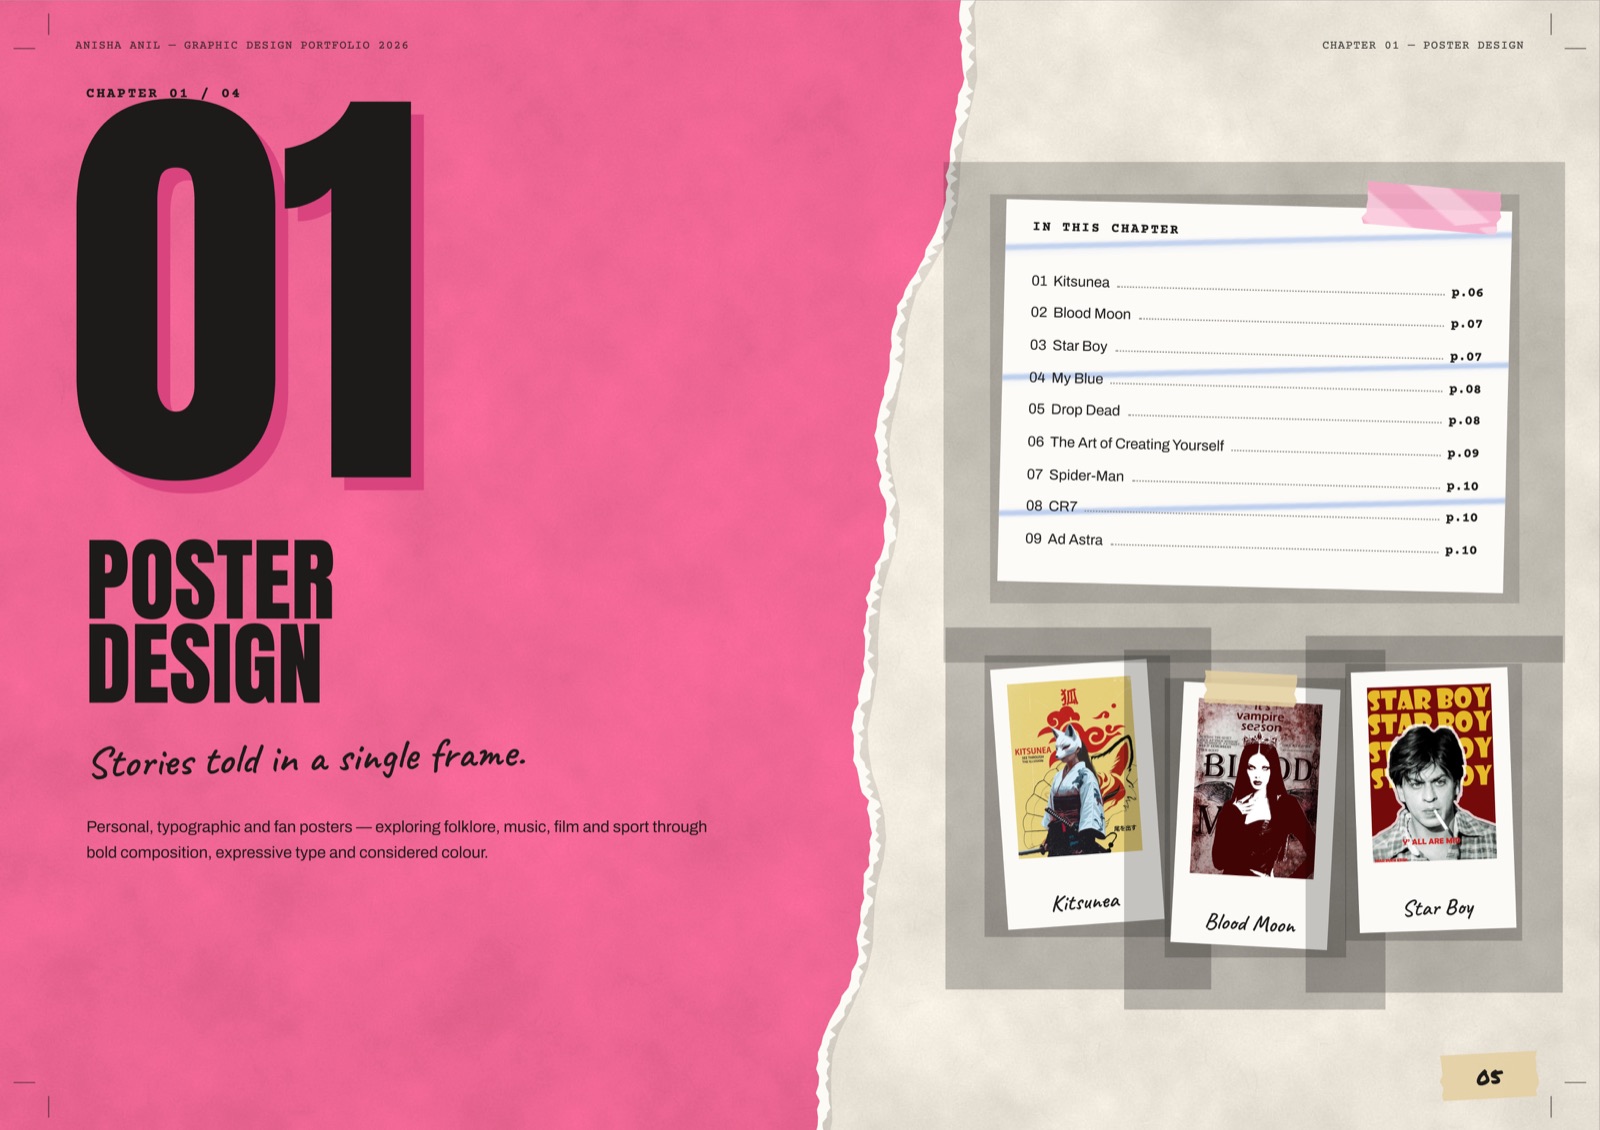 ANISHA ANIL — GRAPHIC DESIGN PORTFOLIO 2026
CHAPTER 01 — POSTER DESIGN
CHAPTER 01 / 04
01
POSTER
DESIGN
Stories told in a single frame.
Personal, typographic and fan posters — exploring folklore, music, film and sport through
bold composition, expressive type and considered colour.
IN THIS CHAPTER
01 Kitsunea p.06
02 Blood Moon p.07
03 Star Boy p.07
04 My Blue p.08
05 Drop Dead p.08
06 The Art of Creating Yourself p.09
07 Spider-Man p.10
08 CR7 p.10
09 Ad Astra p.10
狐
KITSUNEA
尾を出す
Kitsunea
it's
vampire
season
Blood Moon
STAR BOY
STAR BOY
Y' ALL ARE
Star Boy
05